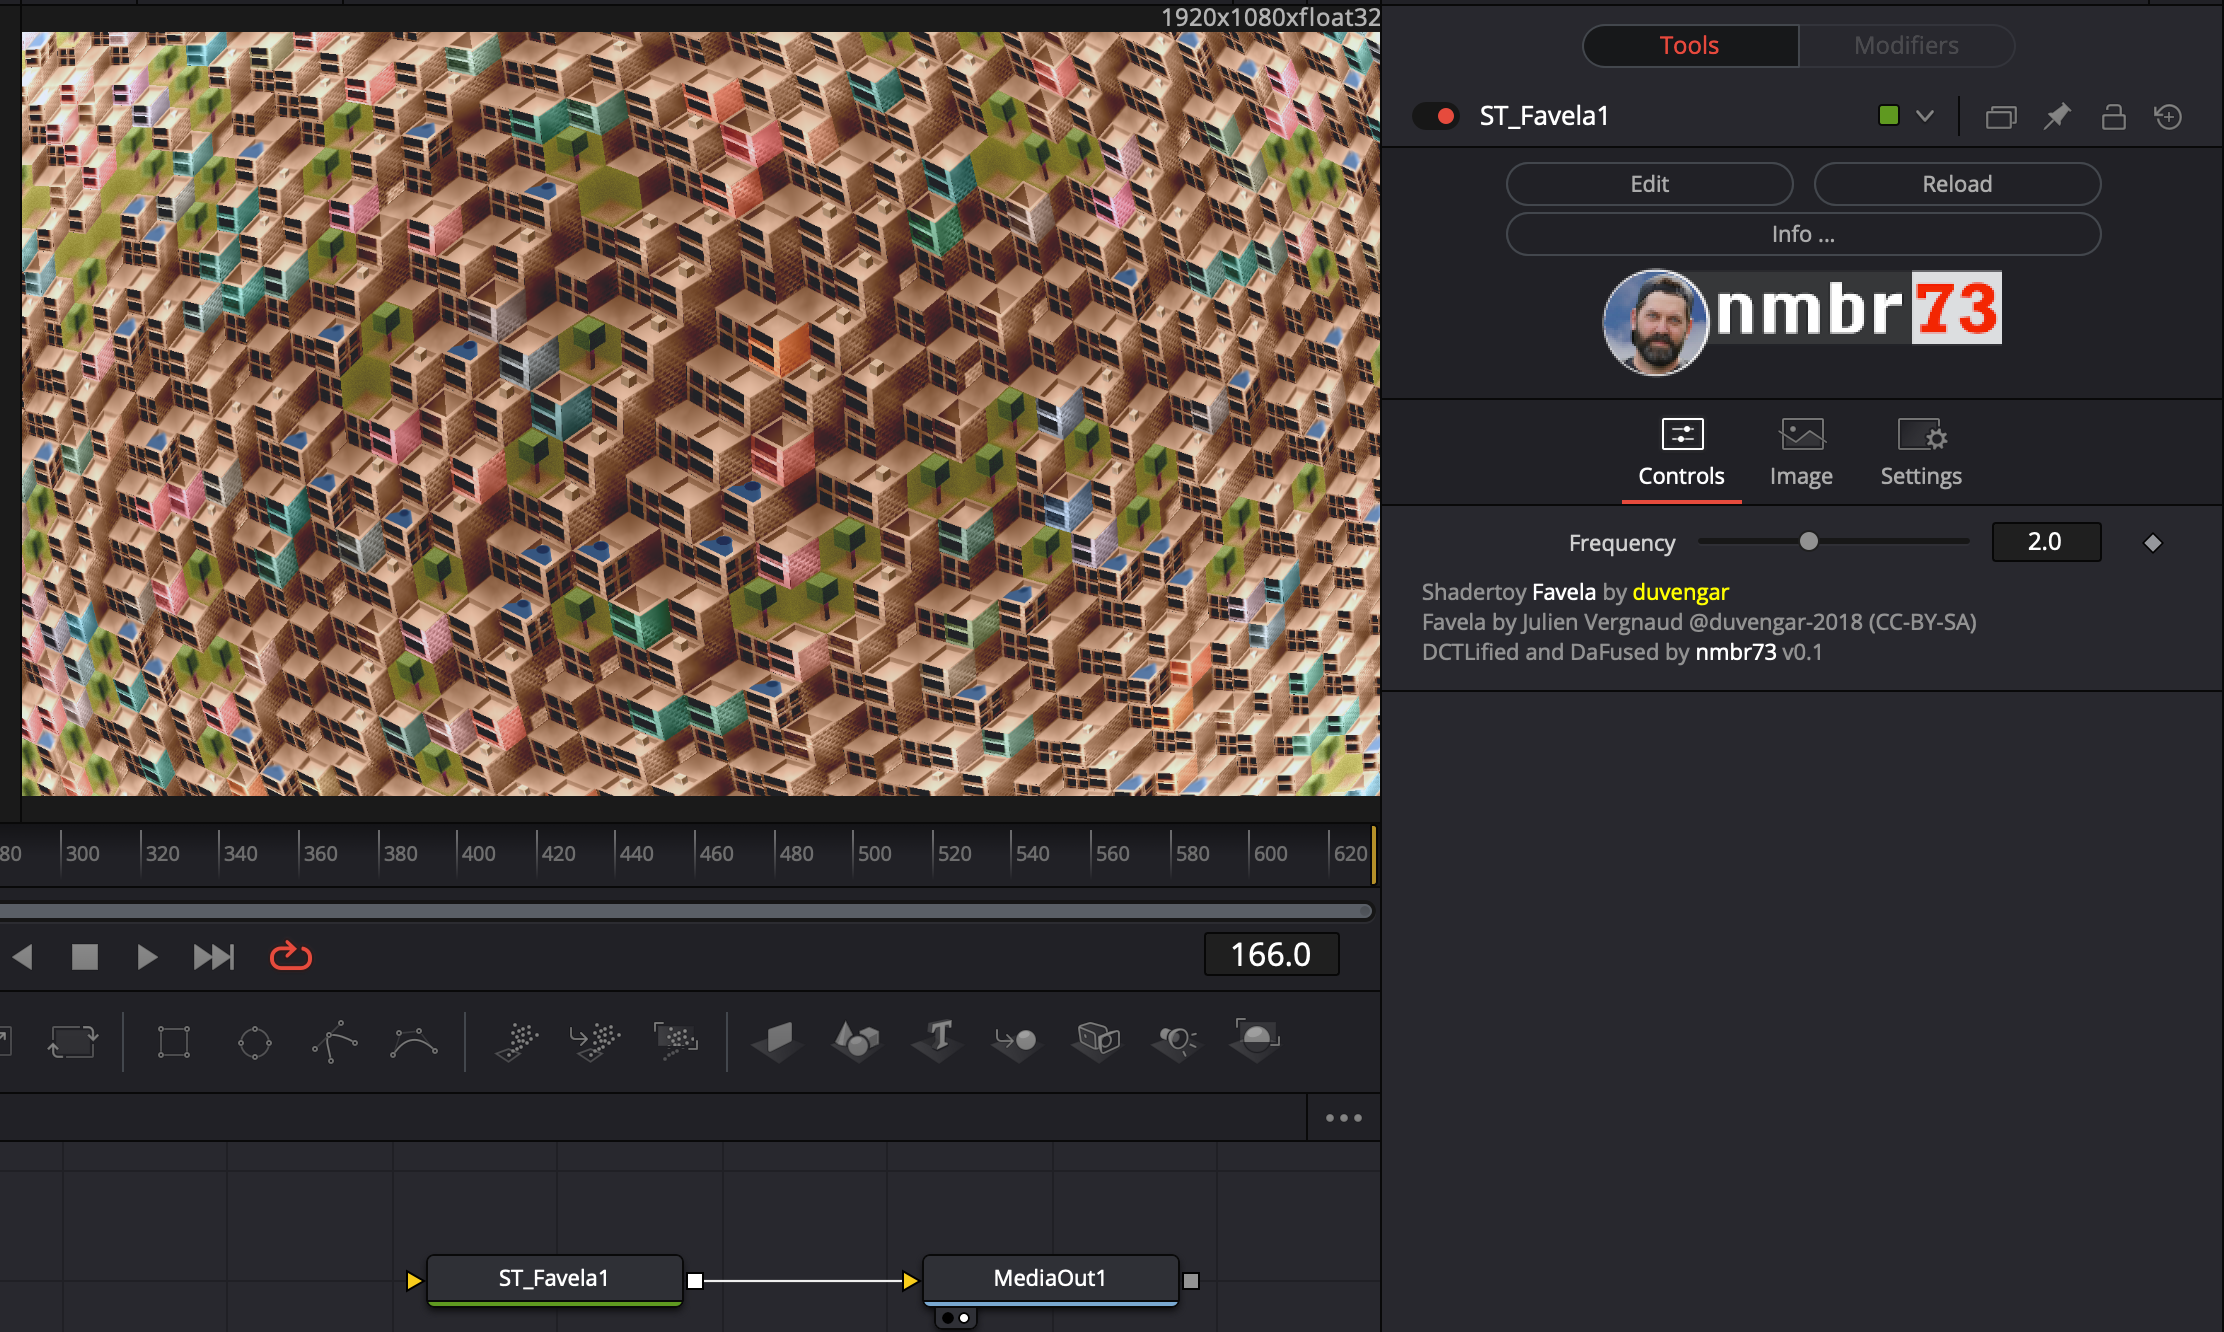 1920x1080xfloat32
Tools
Modifiers
ST_Favela1
Edit
Reload
Info ...
nmbr73
Controls
Image
Settings
Frequency
2.0
Shadertoy Favela by duvengar
Favela by Julien Vergnaud @duvengar-2018 (CC-BY-SA)
DCTLified and DaFused by nmbr73 v0.1
80 300 320 340 360 380 400 420 440 460 480 500 520 540 560 580 600 620
166.0
T
ST_Favela1
MediaOut1